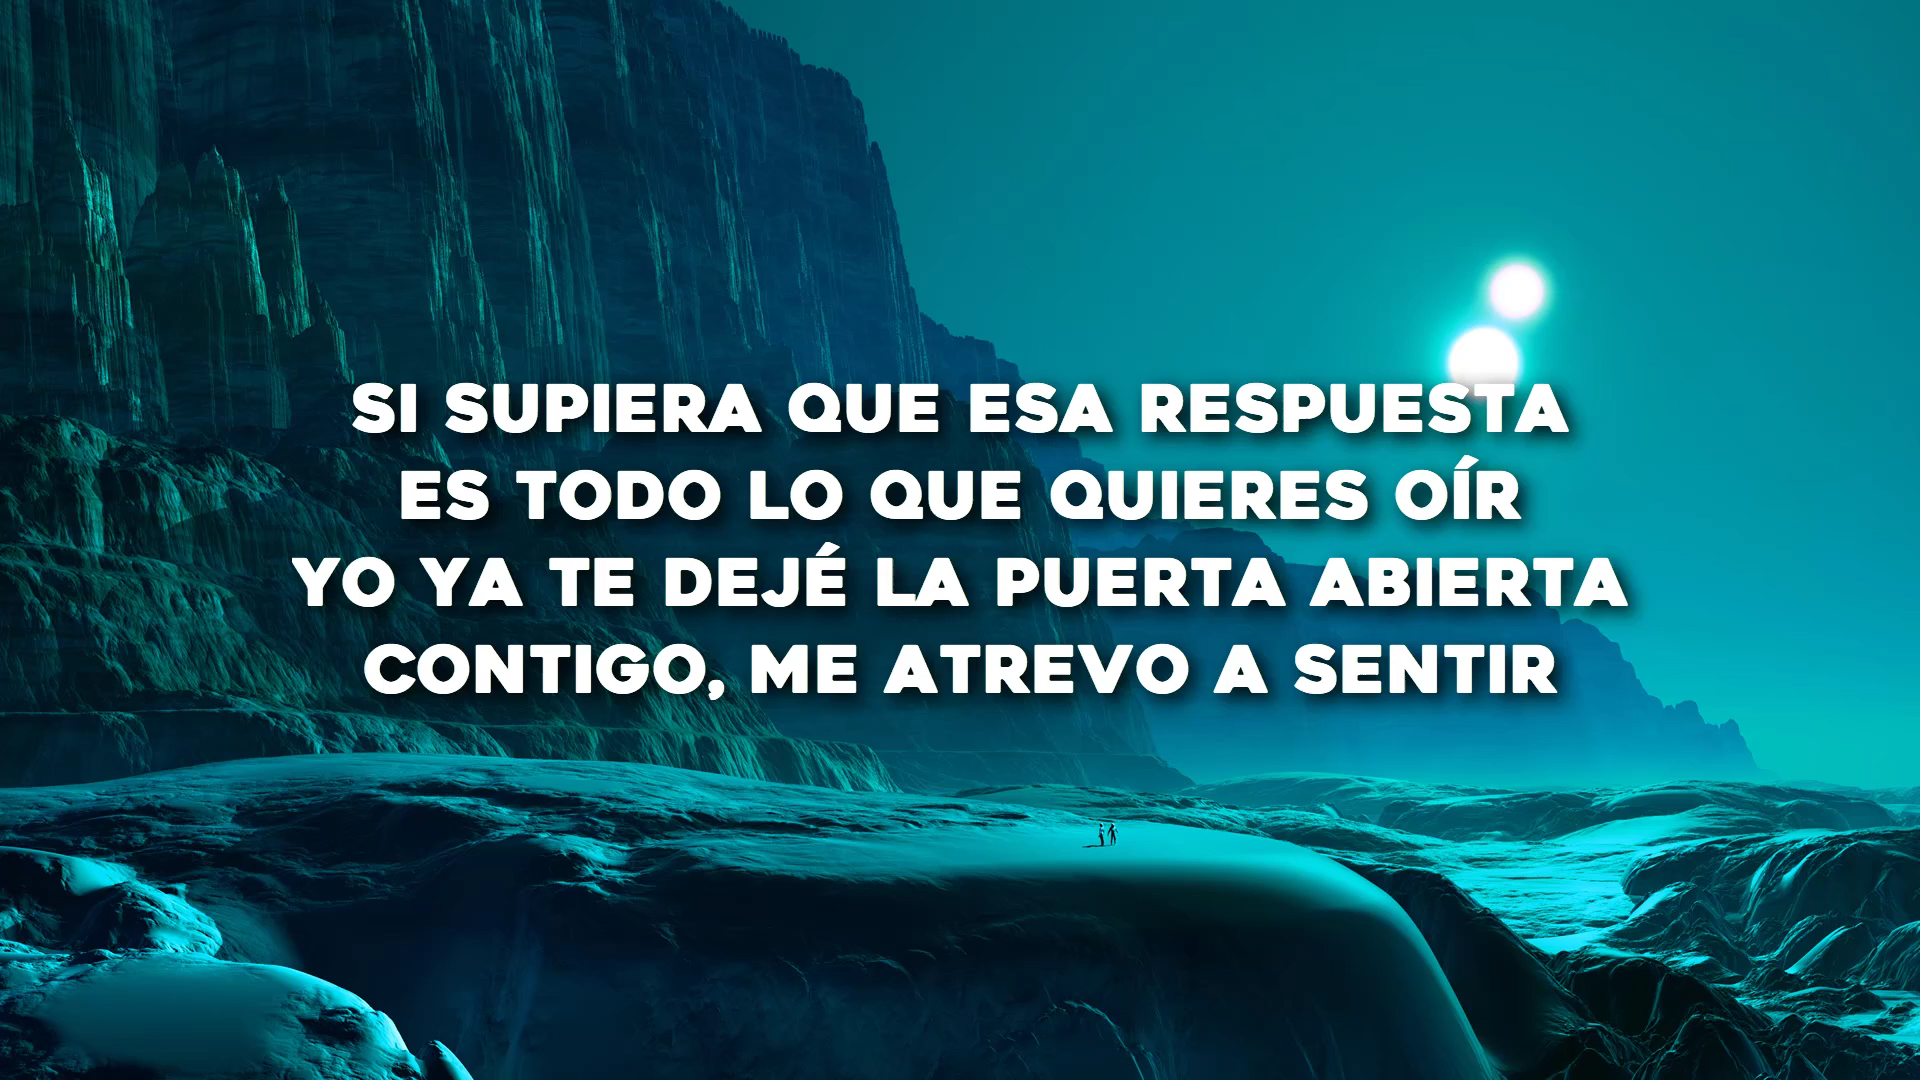 SI SUPIERA QUE ESA RESPUESTA
ES TODO LO QUE QUIERES OÍR
YO YA TE DEJÉ LA PUERTA ABIERTA
CONTIGO, ME ATREVO A SENTIR